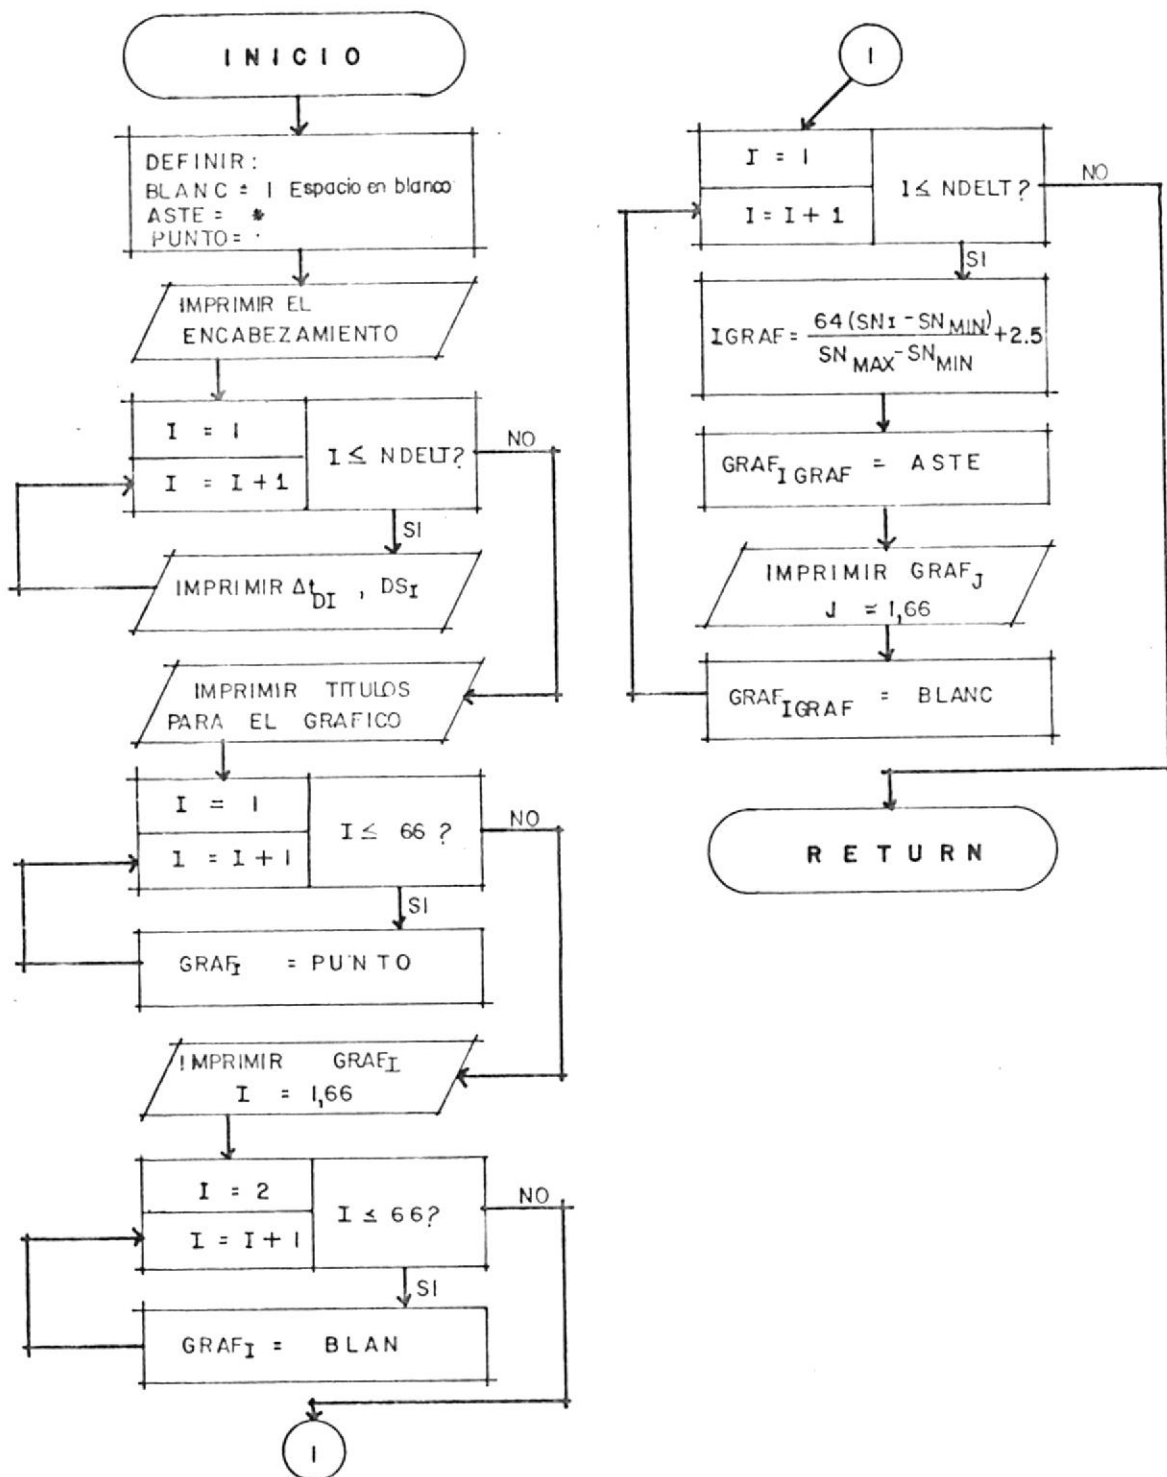 INICIO
DEFINIR:
BLANC = 1 Espacio en blanco
ASTE = *
PUNTO= .
IMPRIMIR EL
ENCABEZAMIENTO
I = 1
I = I + 1
I ≤ NDELT?
NO
SI
IMPRIMIR Δt_DI , DS_I
IMPRIMIR TITULOS
PARA EL GRAFICO
I = 1
I = I + 1
I ≤ 66 ?
NO
SI
GRAF_I = PUNTO
IMPRIMIR GRAF_I
I = 1,66
I = 2
I = I + 1
I ≤ 66?
NO
SI
GRAF_I = BLAN
1
1
I = 1
I = I + 1
I ≤ NDELT?
NO
SI
IGRAF = 64 (SN_I - SN_MIN) / SN_MAX - SN_MIN + 2.5
GRAF_IGRAF = ASTE
IMPRIMIR GRAF_J
J = 1,66
GRAF_IGRAF = BLANC
RETURN